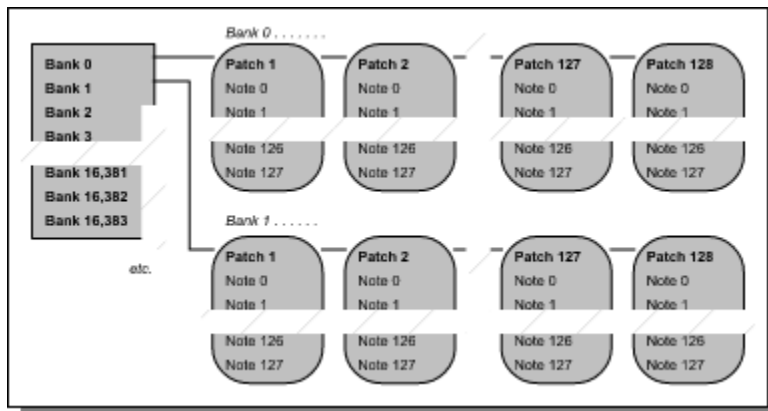 Bank 0 . . . . . . .
Bank 0
Bank 1
Bank 2
Bank 3
Bank 16,381
Bank 16,382
Bank 16,383
etc.
Patch 1
Note 0
Note 1
Note 126
Note 127
Patch 2
Note 0
Note 1
Note 126
Note 127
Patch 127
Note 0
Note 1
Note 126
Note 127
Patch 128
Note 0
Note 1
Note 126
Note 127
Bank 1 . . . . . .
Patch 1
Note 0
Note 1
Note 126
Note 127
Patch 2
Note 0
Note 1
Note 126
Note 127
Patch 127
Note 0
Note 1
Note 126
Note 127
Patch 128
Note 0
Note 1
Note 126
Note 127